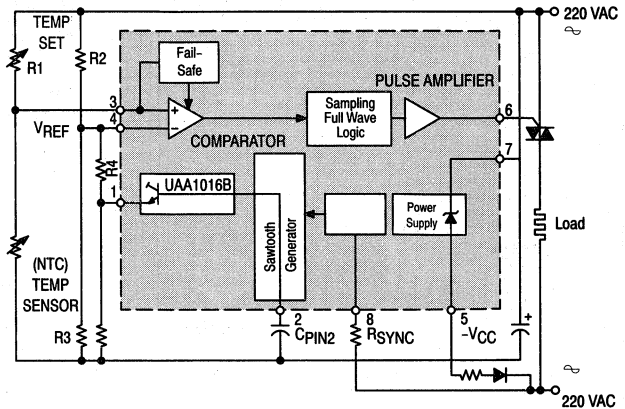 TEMP
SET
R1
R2
Fail-
Safe
PULSE AMPLIFIER
220 VAC
3
4
VREF
+
−
COMPARATOR
Sampling
Full Wave
Logic
6
7
R4
1
UAA1016B
Sawtooth
Generator
Power
Supply
Load
(NTC)
TEMP
SENSOR
R3
2
CPIN2
8
RSYNC
5
-VCC
+
220 VAC